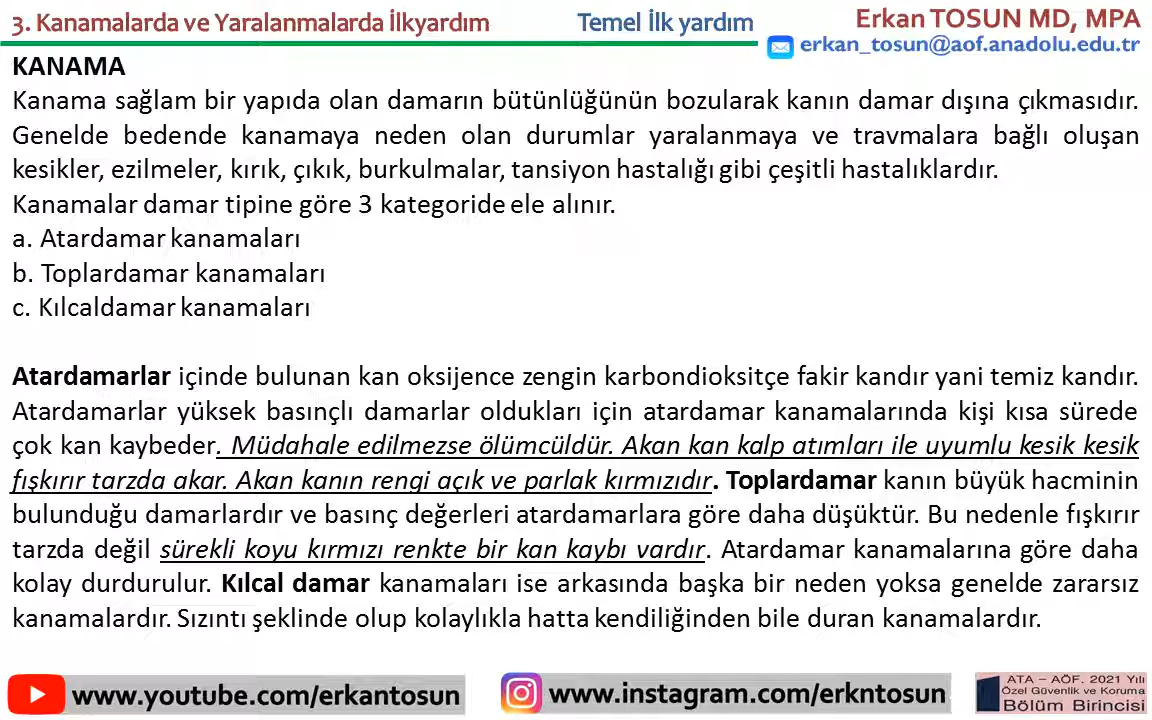 3. Kanamalarda ve Yaralanmalarda İlkyardım
Temel İlk yardım
Erkan TOSUN MD, MPA
erkan_tosun@aof.anadolu.edu.tr
KANAMA
Kanama sağlam bir yapıda olan damarın bütünlüğünün bozularak kanın damar dışına çıkmasıdır.
Genelde bedende kanamaya neden olan durumlar yaralanmaya ve travmalara bağlı oluşan
kesikler, ezilmeler, kırık, çıkık, burkulmalar, tansiyon hastalığı gibi çeşitli hastalıklardır.
Kanamalar damar tipine göre 3 kategoride ele alınır.
a. Atardamar kanamaları
b. Toplardamar kanamaları
c. Kılcaldamar kanamaları
Atardamarlar içinde bulunan kan oksijence zengin karbondioksitçe fakir kandır yani temiz kandır.
Atardamarlar yüksek basınçlı damarlar oldukları için atardamar kanamalarında kişi kısa sürede
çok kan kaybeder. Müdahale edilmezse ölümcüldür. Akan kan kalp atımları ile uyumlu kesik kesik
fışkırır tarzda akar. Akan kanın rengi açık ve parlak kırmızıdır. Toplardamar kanın büyük hacminin
bulunduğu damarlardır ve basınç değerleri atardamarlara göre daha düşüktür. Bu nedenle fışkırır
tarzda değil sürekli koyu kırmızı renkte bir kan kaybı vardır. Atardamar kanamalarına göre daha
kolay durdurulur. Kılcal damar kanamaları ise arkasında başka bir neden yoksa genelde zararsız
kanamalardır. Sızıntı şeklinde olup kolaylıkla hatta kendiliğinden bile duran kanamalardır.
www.youtube.com/erkantosun
www.instagram.com/erkntosun
ATA – AÖF. 2021 Yılı
Özel Güvenlik ve Koruma
Bölüm Birincisi